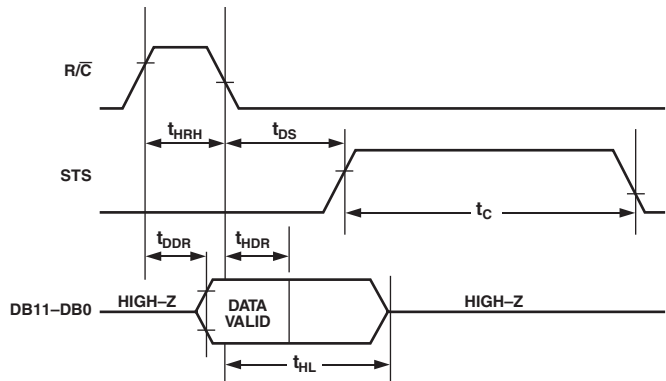 R/C̅
tHRH
tDS
STS
tC
tDDR
tHDR
DB11–DB0
HIGH–Z
DATA
VALID
HIGH–Z
tHL